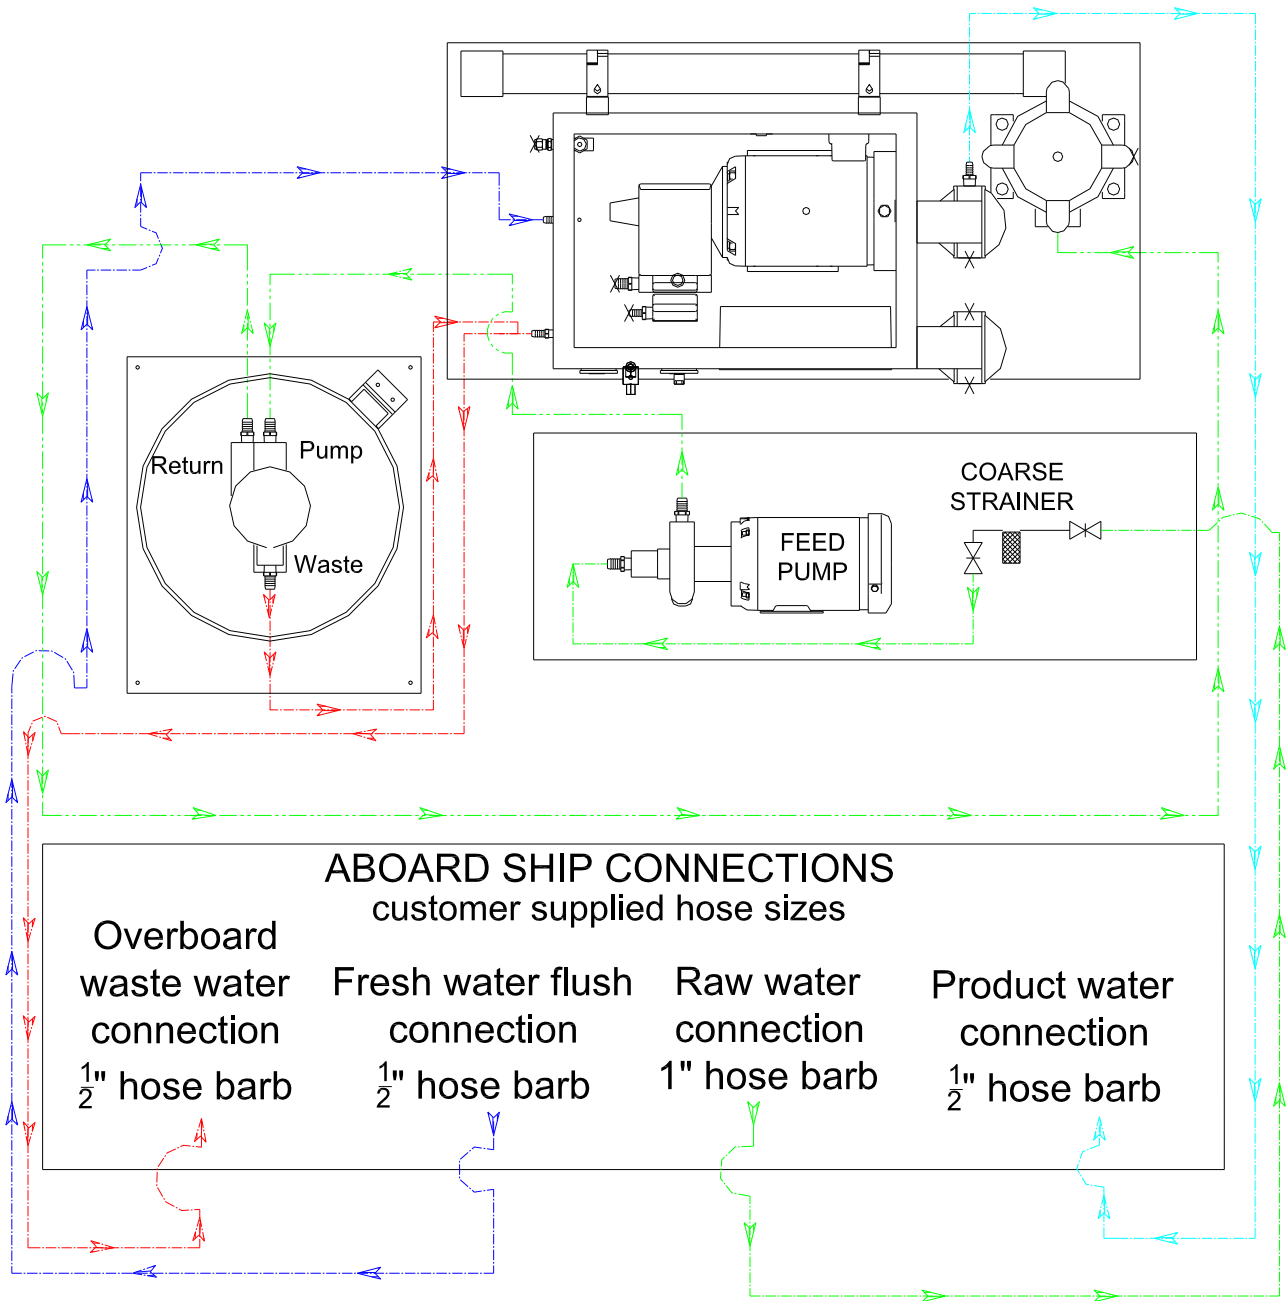 COARSE
STRAINER
Return
Pump
Waste
FEED
PUMP
ABOARD SHIP CONNECTIONS
customer supplied hose sizes
Overboard
waste water
connection
1/2" hose barb
Fresh water flush
connection
1/2" hose barb
Raw water
connection
1" hose barb
Product water
connection
1/2" hose barb